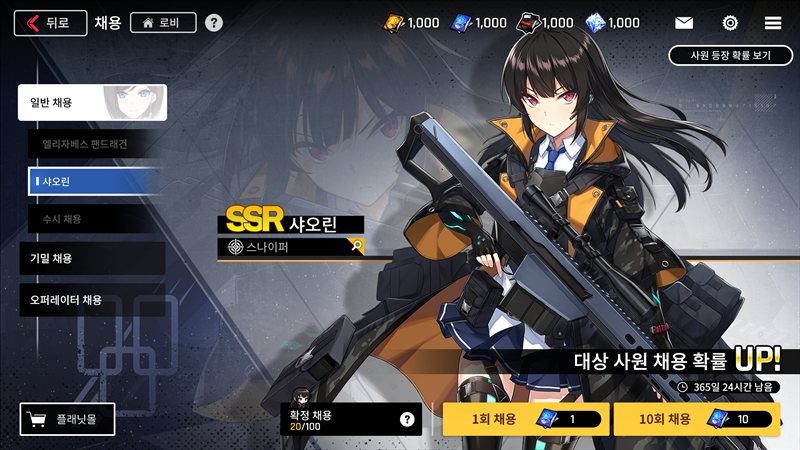 뒤로
채용
로비
?
1,000
1,000
1,000
1,000
사원 등장 확률 보기
일반 채용
엘리자베스 팬드래건
샤오린
수시 채용
기밀 채용
오퍼레이터 채용
SSR 샤오린
스나이퍼
대상 사원 채용 확률 UP!
365일 24시간 남음
플래닛몰
확정 채용
20/100
?
1회 채용 1
10회 채용 10